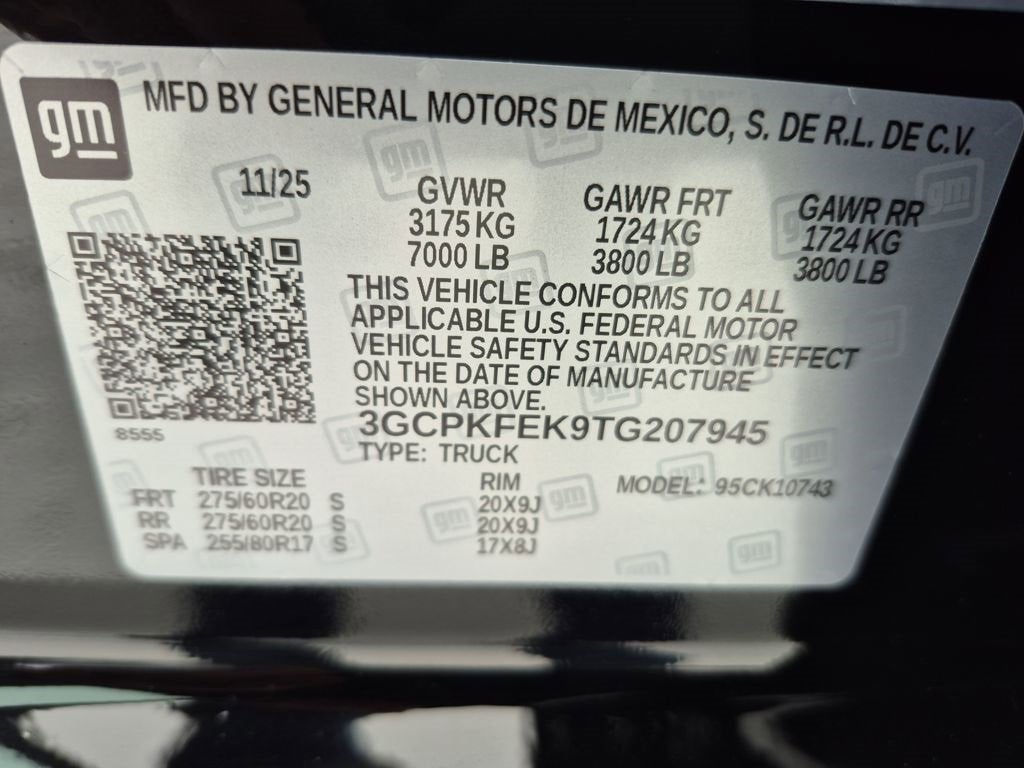 gm
MFD BY GENERAL MOTORS DE MEXICO, S. DE R.L. DE C.V.
11/25 GVWR GAWR FRT GAWR RR
3175 KG 1724 KG 1724 KG
7000 LB 3800 LB 3800 LB
THIS VEHICLE CONFORMS TO ALL
APPLICABLE U.S. FEDERAL MOTOR
VEHICLE SAFETY STANDARDS IN EFFECT
ON THE DATE OF MANUFACTURE
SHOWN ABOVE.
3GCPKFEK9TG207945
8555
TYPE: TRUCK
TIRE SIZE RIM MODEL: 95CK10743
FRT 275/60R20 S 20X9J
RR 275/60R20 S 20X9J
SPA 255/80R17 S 17X8J